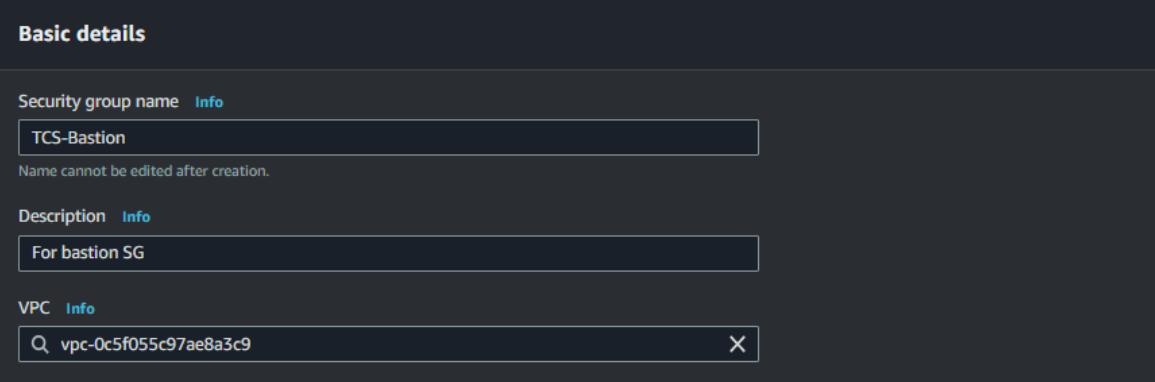 Basic details
Security group name Info
TCS-Bastion
Name cannot be edited after creation.
Description Info
For bastion SG
VPC Info
vpc-0c5f055c97ae8a3c9